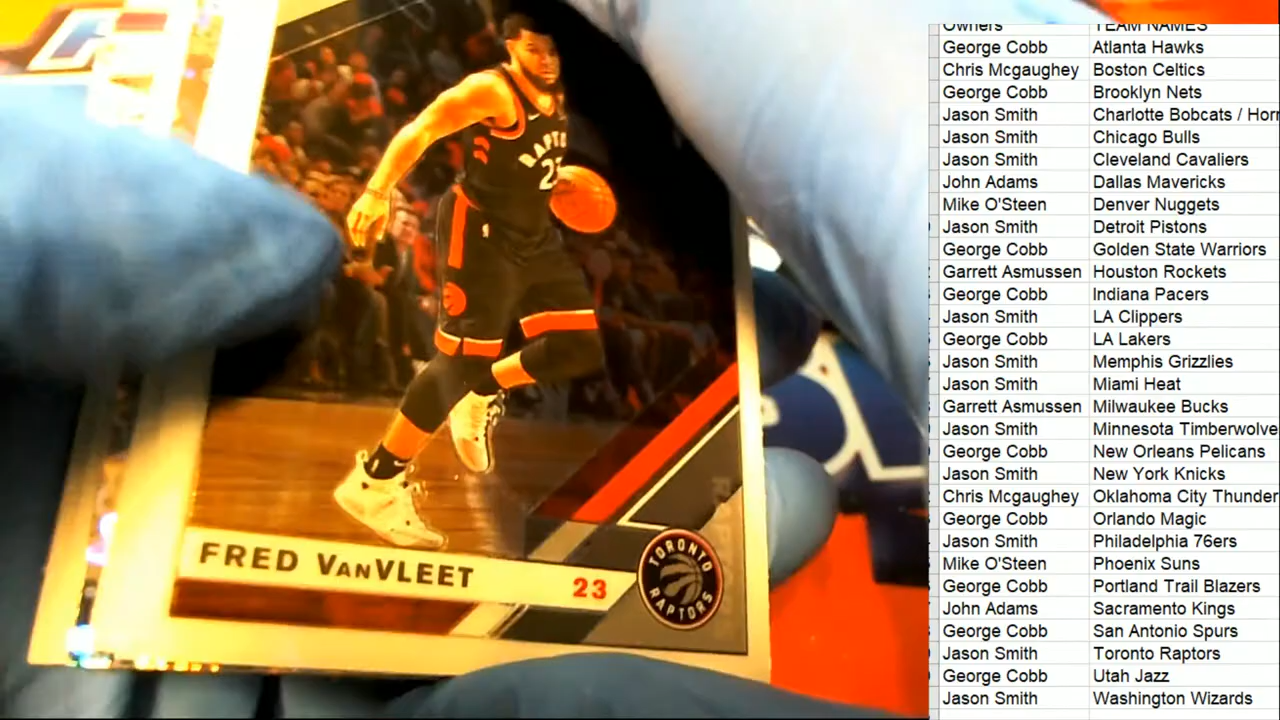 RAPTO
23
FRED VANVLEET
23
TORONTO
RAPTORS
Owners TEAM NAMES
George Cobb Atlanta Hawks
Chris Mcgaughey Boston Celtics
George Cobb Brooklyn Nets
Jason Smith Charlotte Bobcats / Horn
Jason Smith Chicago Bulls
Jason Smith Cleveland Cavaliers
John Adams Dallas Mavericks
Mike O'Steen Denver Nuggets
Jason Smith Detroit Pistons
George Cobb Golden State Warriors
Garrett Asmussen Houston Rockets
George Cobb Indiana Pacers
Jason Smith LA Clippers
George Cobb LA Lakers
Jason Smith Memphis Grizzlies
Jason Smith Miami Heat
Garrett Asmussen Milwaukee Bucks
Jason Smith Minnesota Timberwolve
George Cobb New Orleans Pelicans
Jason Smith New York Knicks
Chris Mcgaughey Oklahoma City Thunder
George Cobb Orlando Magic
Jason Smith Philadelphia 76ers
Mike O'Steen Phoenix Suns
George Cobb Portland Trail Blazers
John Adams Sacramento Kings
George Cobb San Antonio Spurs
Jason Smith Toronto Raptors
George Cobb Utah Jazz
Jason Smith Washington Wizards